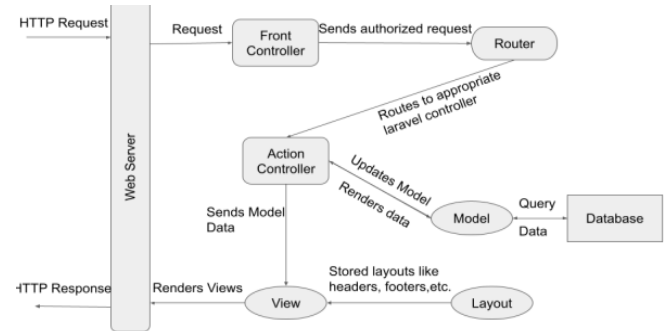 HTTP Request
Request
Front
Controller
Sends authorized request
Router
Routes to appropriate
laravel controller
Web Server
Action
Controller
Updates Model
Renders data
Model
Query
Data
Database
Sends Model
Data
HTTP Response
Renders Views
View
Stored layouts like
headers, footers,etc.
Layout